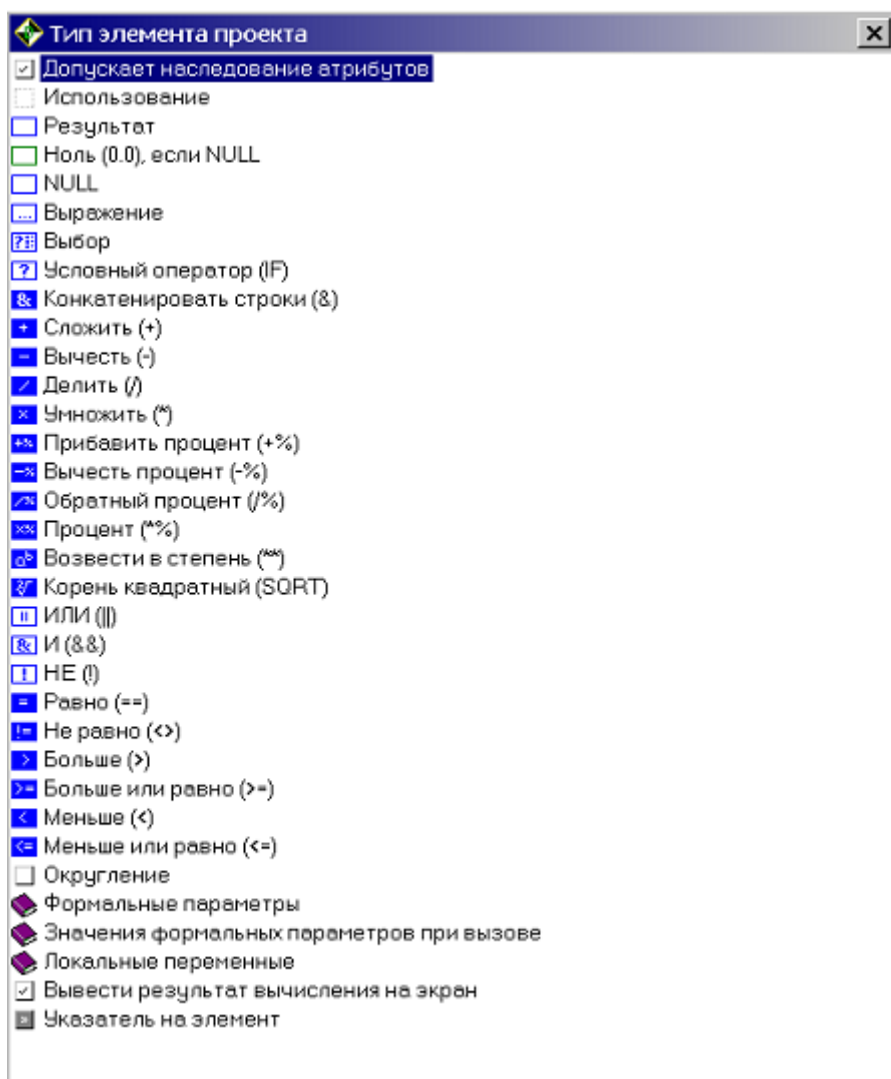 Тип элемента проекта
Допускает наследование атрибутов
Использование
Результат
Ноль (0.0), если NULL
NULL
... Выражение
? Выбор
? Условный оператор (IF)
& Конкатенировать строки (&)
+ Сложить (+)
− Вычесть (-)
/ Делить (/)
× Умножить (*)
+% Прибавить процент (+%)
−% Вычесть процент (-%)
/% Обратный процент (/%)
×% Процент (*%)
aᵇ Возвести в степень (**)
Корень квадратный (SQRT)
|| ИЛИ (||)
& И (&&)
! НЕ (!)
= Равно (==)
!= Не равно (<>)
> Больше (>)
>= Больше или равно (>=)
< Меньше (<)
<= Меньше или равно (<=)
Округление
Формальные параметры
Значения формальных параметров при вызове
Локальные переменные
Вывести результат вычисления на экран
Указатель на элемент